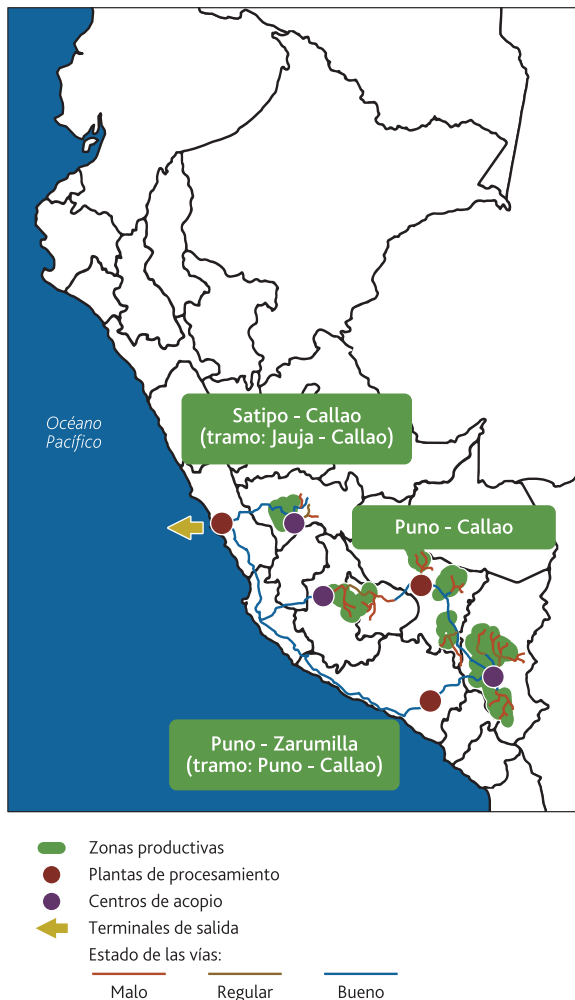 Satipo - Callao
(tramo: Jauja - Callao)
Océano
Pacífico
Puno - Callao
Puno - Zarumilla
(tramo: Puno - Callao)
Zonas productivas
Plantas de procesamiento
Centros de acopio
Terminales de salida
Estado de las vías:
Malo Regular Bueno